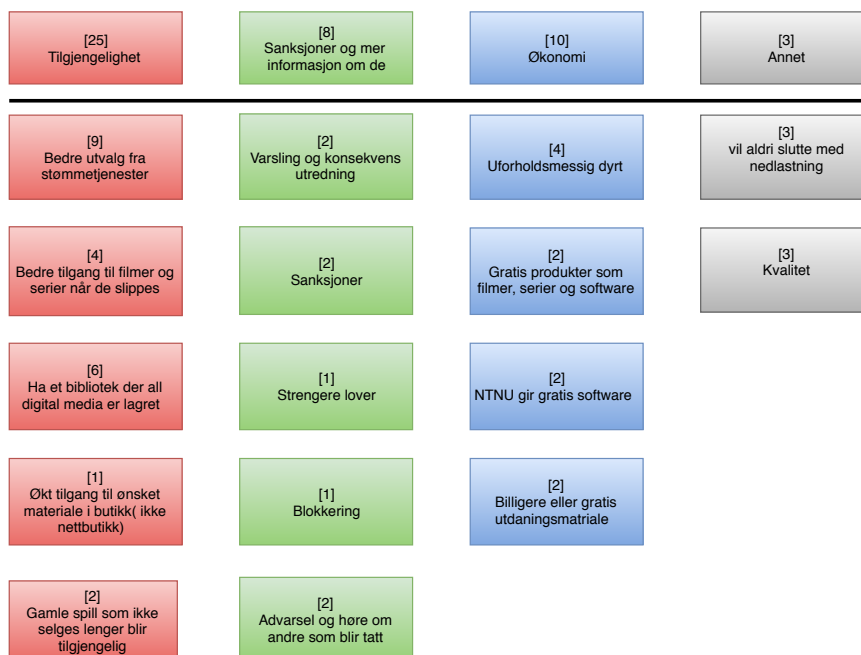 [25]
Tilgjengelighet
[8]
Sanksjoner og mer
informasjon om de
[10]
Økonomi
[3]
Annet
[9]
Bedre utvalg fra
stømmetjenester
[2]
Varsling og konsekvens
utredning
[4]
Uforholdsmessig dyrt
[3]
vil aldri slutte med
nedlastning
[4]
Bedre tilgang til filmer og
serier når de slippes
[2]
Sanksjoner
[2]
Gratis produkter som
filmer, serier og software
[3]
Kvalitet
[6]
Ha et bibliotek der all
digital media er lagret
[1]
Strengere lover
[2]
NTNU gir gratis software
[1]
Økt tilgang til ønsket
materiale i butikk( ikke
nettbutikk)
[1]
Blokkering
[2]
Billigere eller gratis
utdaningsmatriale
[2]
Gamle spill som ikke
selges lenger blir
tilgjengelig
[2]
Advarsel og høre om
andre som blir tatt